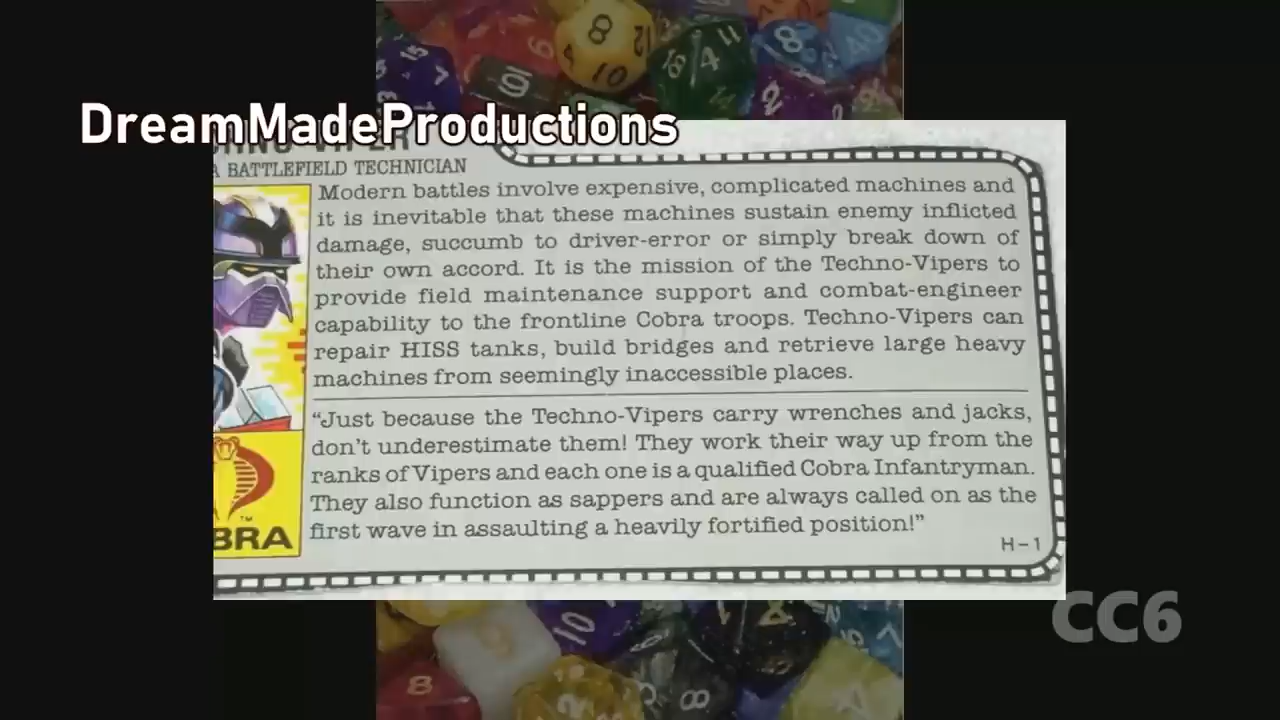 DreamMadeProductions
BATTLEFIELD TECHNICIAN
Modern battles involve expensive, complicated machines and
it is inevitable that these machines sustain enemy inflicted
damage, succumb to driver-error or simply break down of
their own accord. It is the mission of the Techno-Vipers to
provide field maintenance support and combat-engineer
capability to the frontline Cobra troops. Techno-Vipers can
repair HISS tanks, build bridges and retrieve large heavy
machines from seemingly inaccessible places.
“Just because the Techno-Vipers carry wrenches and jacks,
don’t underestimate them! They work their way up from the
ranks of Vipers and each one is a qualified Cobra Infantryman.
They also function as sappers and are always called on as the
first wave in assaulting a heavily fortified position!”
BRA
H-1
CC6